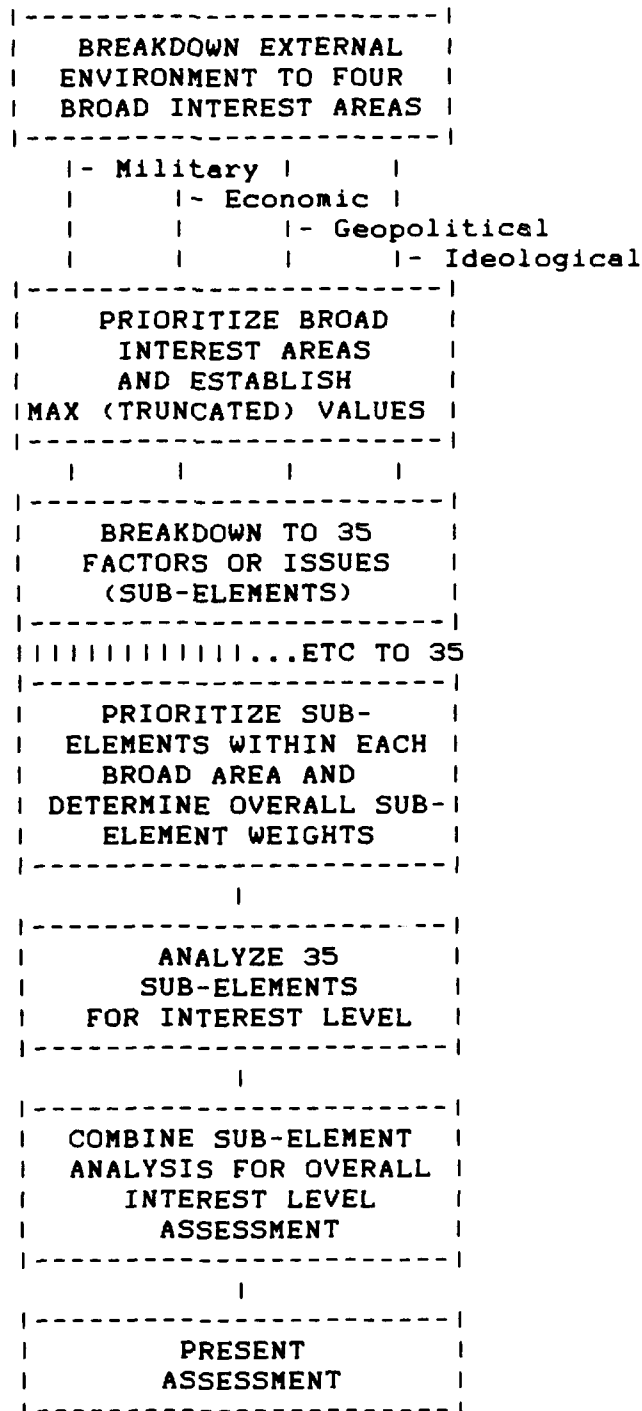 BREAKDOWN EXTERNAL
ENVIRONMENT TO FOUR
BROAD INTEREST AREAS
- Military
- Economic
- Geopolitical
- Ideological
PRIORITIZE BROAD
INTEREST AREAS
AND ESTABLISH
MAX (TRUNCATED) VALUES
BREAKDOWN TO 35
FACTORS OR ISSUES
(SUB-ELEMENTS)
...ETC TO 35
PRIORITIZE SUB-
ELEMENTS WITHIN EACH
BROAD AREA AND
DETERMINE OVERALL SUB-
ELEMENT WEIGHTS
ANALYZE 35
SUB-ELEMENTS
FOR INTEREST LEVEL
COMBINE SUB-ELEMENT
ANALYSIS FOR OVERALL
INTEREST LEVEL
ASSESSMENT
PRESENT
ASSESSMENT